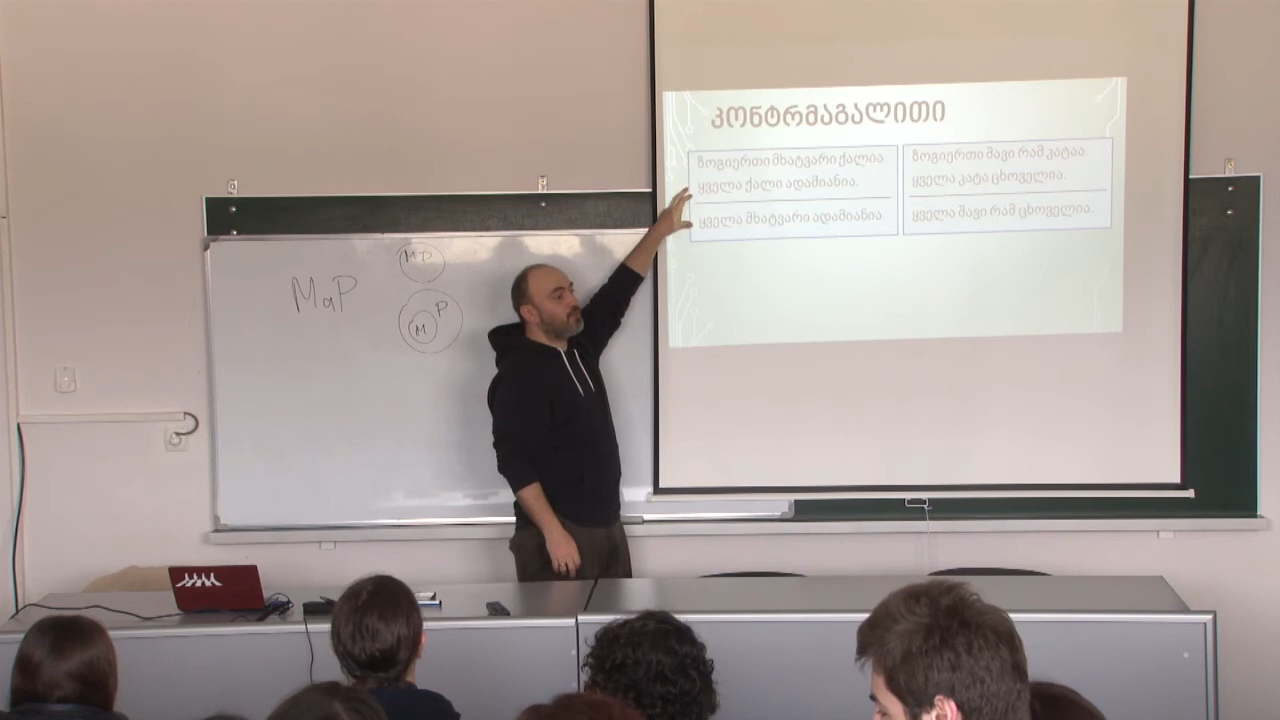 კონტრმაგალითი
ზოგიერთი მხატვარი ქალია.
ყველა ქალი ადამიანია.
ყველა მხატვარი ადამიანია.
ზოგიერთი შავი რამ კატაა.
ყველა კატა ცხოველია.
ყველა შავი რამ ცხოველია.
MaP
M
P
M